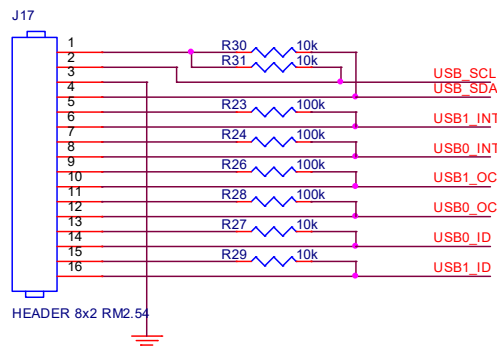 J17
1
R30 10k
2
R31 10k
3
USB_SCL
4
USB_SDA
5
R23 100k
6
USB1_INT
7
R24 100k
8
USB0_INT
9
R26 100k
10
USB1_OC
11
R28 100k
12
USB0_OC
13
R27 10k
14
USB0_ID
15
R29 10k
16
USB1_ID
HEADER 8x2 RM2.54